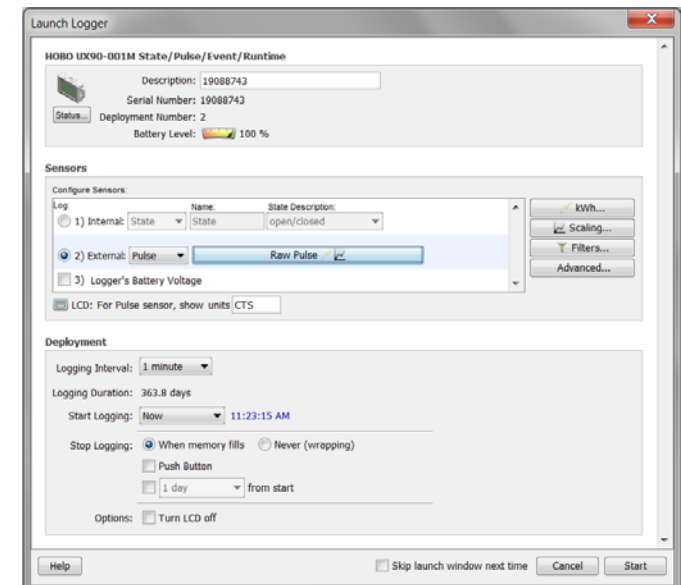 Launch Logger
HOBO UX90-001M State/Pulse/Event/Runtime
Description: 19088743
Serial Number: 19088743
Status... Deployment Number: 2
Battery Level: 100 %
Sensors
Configure Sensors:
Log: Name: State Description:
1) Internal: State State open/closed
2) External: Pulse Raw Pulse
3) Logger's Battery Voltage
kWh...
Scaling...
Filters...
Advanced...
LCD: For Pulse sensor, show units CTS
Deployment
Logging Interval: 1 minute
Logging Duration: 363.8 days
Start Logging: Now 11:23:15 AM
Stop Logging: When memory fills Never (wrapping)
Push Button
1 day from start
Options: Turn LCD off
Help Skip launch window next time Cancel Start